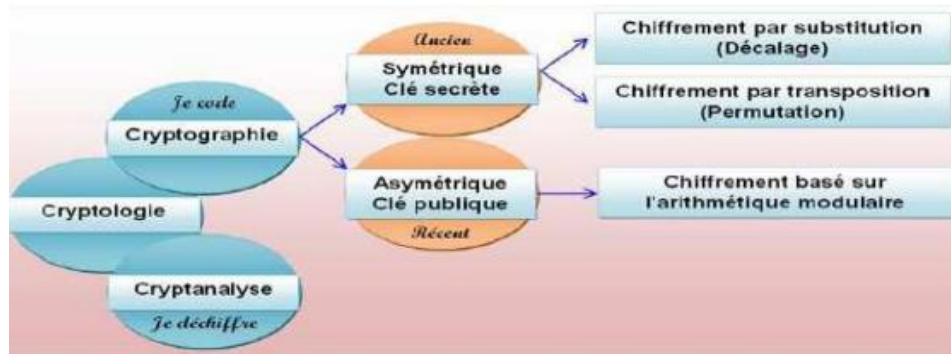 Cryptologie
Je code
Cryptographie
Cryptanalyse
Je déchiffre
Ancien
Symétrique
Clé secrète
Asymétrique
Clé publique
Récent
Chiffrement par substitution
(Décalage)
Chiffrement par transposition
(Permutation)
Chiffrement basé sur
l'arithmétique modulaire